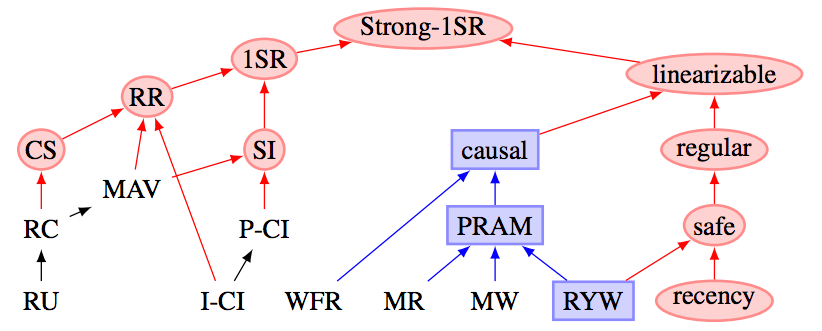 Strong-1SR
1SR
linearizable
RR
CS
SI
causal
regular
MAV
RC
P-CI
PRAM
safe
RU
I-CI
WFR
MR
MW
RYW
recency